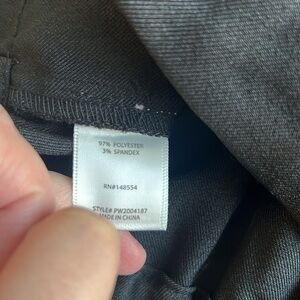 97% POLYESTER
3% SPANDEX
RN#148554
STYLE# PW2004187
MADE IN CHINA